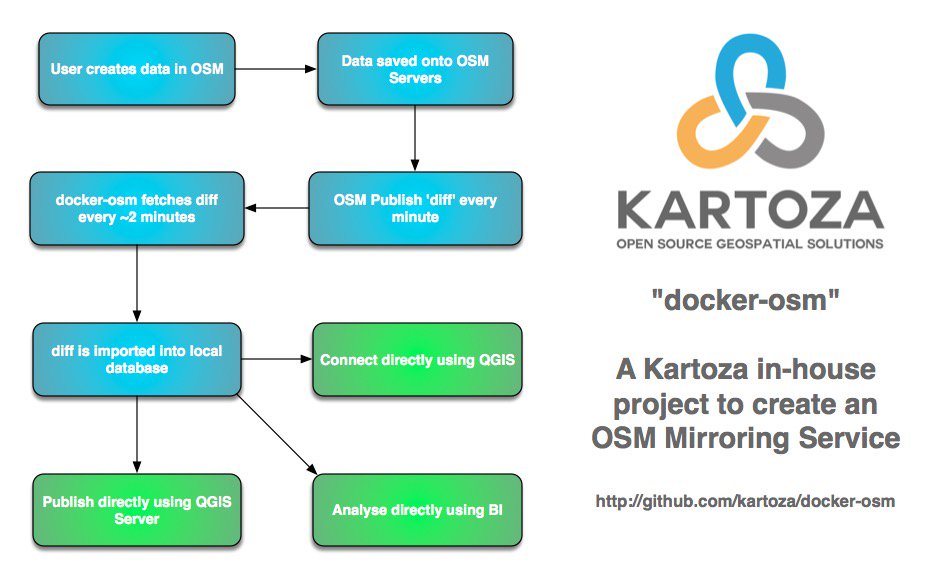 User creates data in OSM
Data saved onto OSM
Servers
docker-osm fetches diff
every ~2 minutes
OSM Publish 'diff' every
minute
diff is imported into local
database
Connect directly using QGIS
Publish directly using QGIS
Server
Analyse directly using BI
KARTOZA
OPEN SOURCE GEOSPATIAL SOLUTIONS
"docker-osm"
A Kartoza in-house
project to create an
OSM Mirroring Service
http://github.com/kartoza/docker-osm